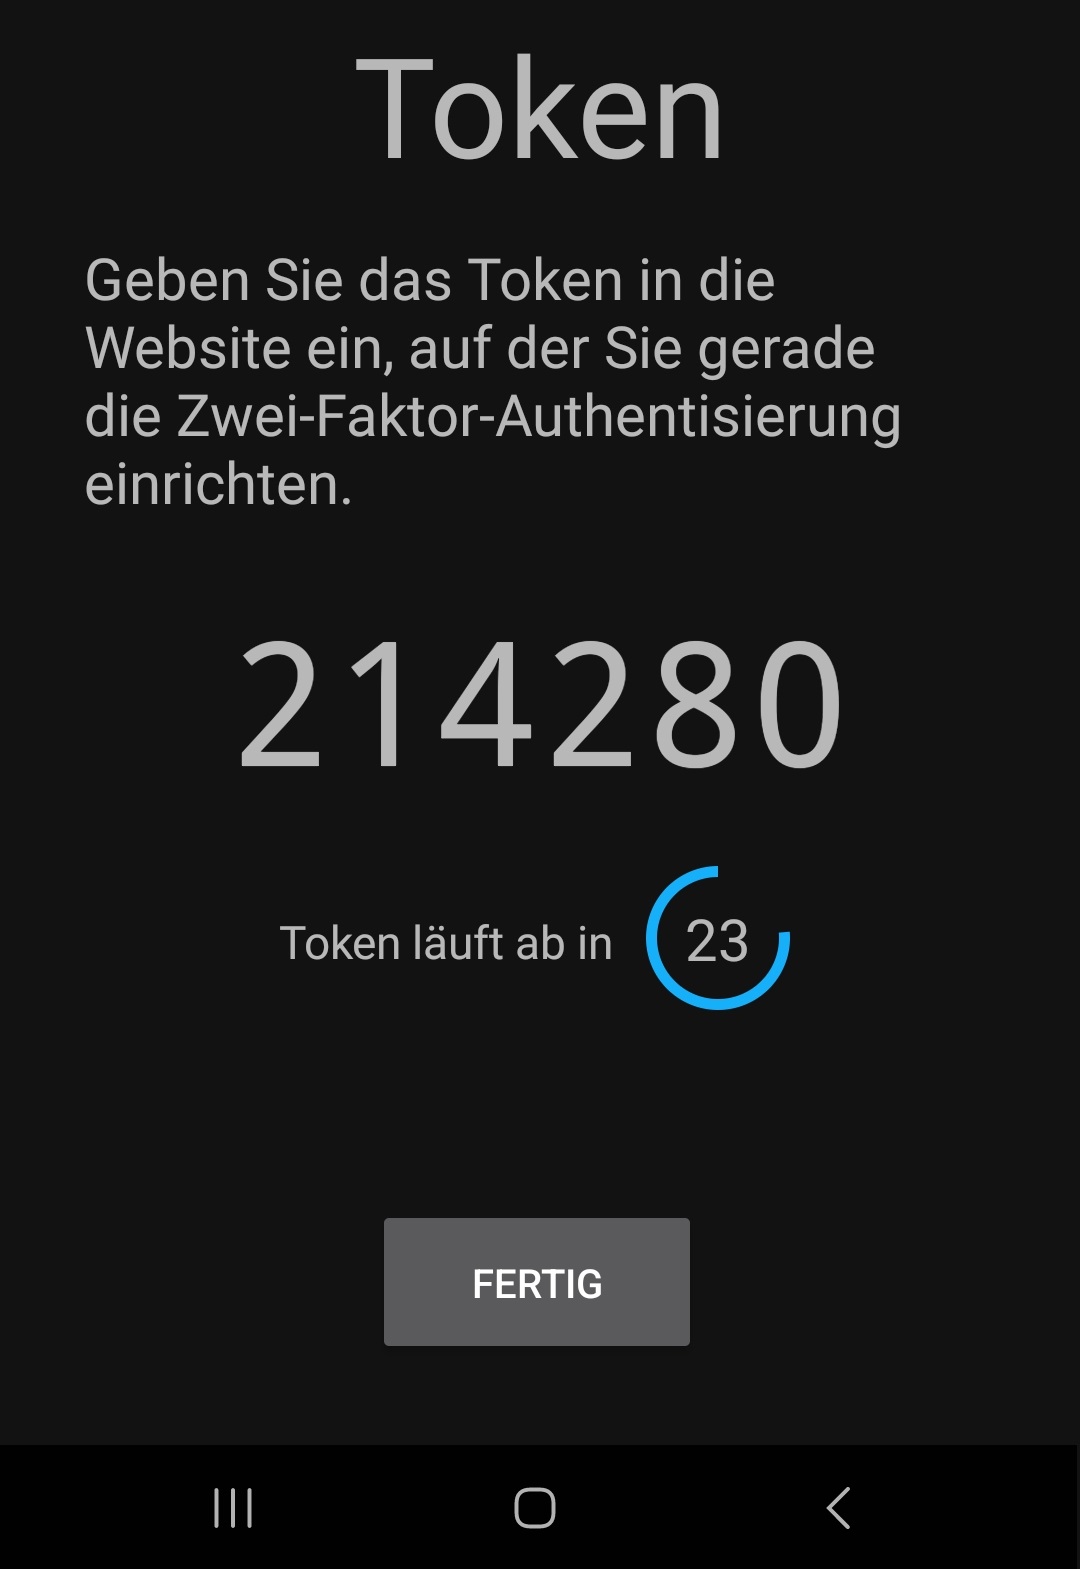 Token
Geben Sie das Token in die
Website ein, auf der Sie gerade
die Zwei-Faktor-Authentisierung
einrichten.
214280
Token läuft ab in 23
FERTIG